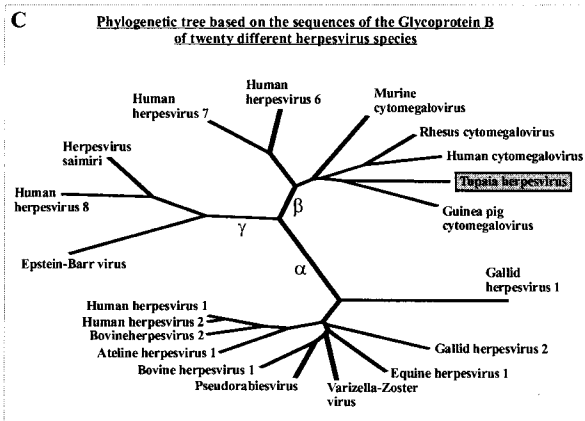 C
Phylogenetic tree based on the sequences of the Glycoprotein B
of twenty different herpesvirus species
Human
herpesvirus 7
Human
herpesvirus 6
Murine
cytomegalovirus
Rhesus cytomegalovirus
Human cytomegalovirus
Tupaia herpesvirus
Guinea pig
cytomegalovirus
Herpesvirus
saimiri
Human
herpesvirus 8
Epstein-Barr virus
γ
β
α
Gallid
herpesvirus 1
Human herpesvirus 1
Human herpesvirus 2
Bovineherpesvirus 2
Ateline herpesvirus 1
Bovine herpesvirus 1
Pseudorabiesvirus
Varizella-Zoster
virus
Equine herpesvirus 1
Gallid herpesvirus 2